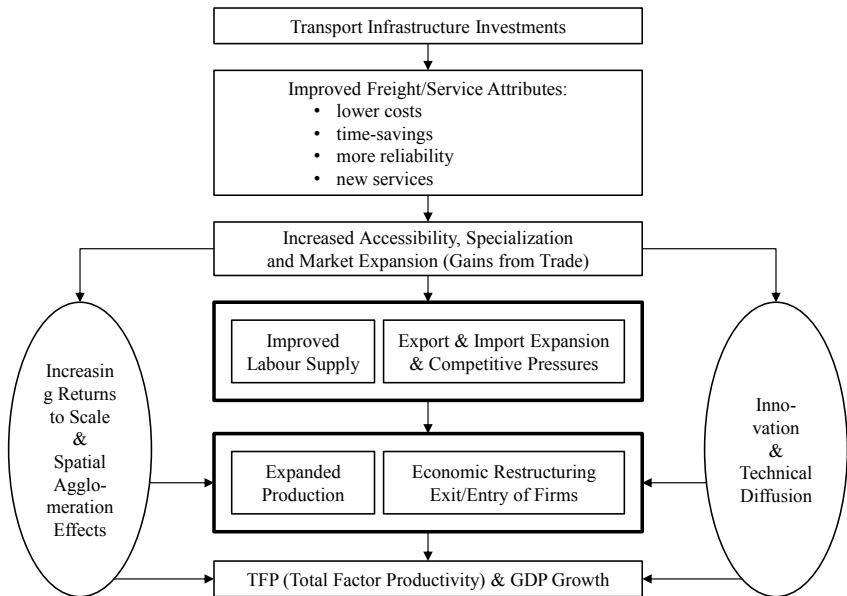 Transport Infrastructure Investments
Improved Freight/Service Attributes:
• lower costs
• time-savings
• more reliability
• new services
Increased Accessibility, Specialization
and Market Expansion (Gains from Trade)
Improved
Labour Supply
Export & Import Expansion
& Competitive Pressures
Increasin
g Returns
to Scale
&
Spatial
Agglo-
meration
Effects
Inno-
vation
&
Technical
Diffusion
Expanded
Production
Economic Restructuring
Exit/Entry of Firms
TFP (Total Factor Productivity) & GDP Growth